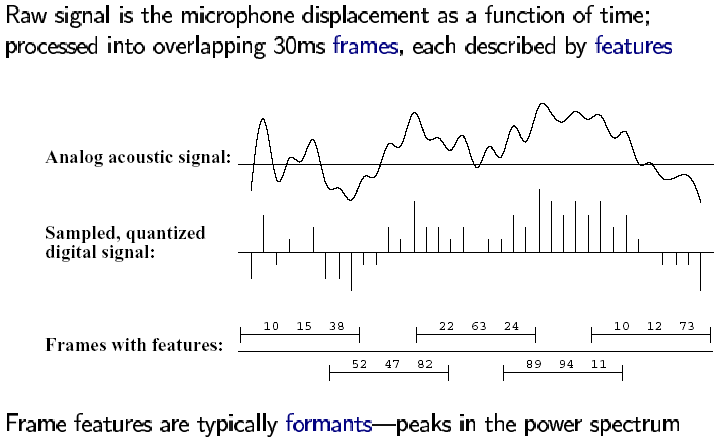 Raw signal is the microphone displacement as a function of time;
processed into overlapping 30ms frames, each described by features
Analog acoustic signal:
Sampled, quantized
digital signal:
10 15 38 22 63 24 10 12 73
Frames with features:
52 47 82 89 94 11
Frame features are typically formants—peaks in the power spectrum